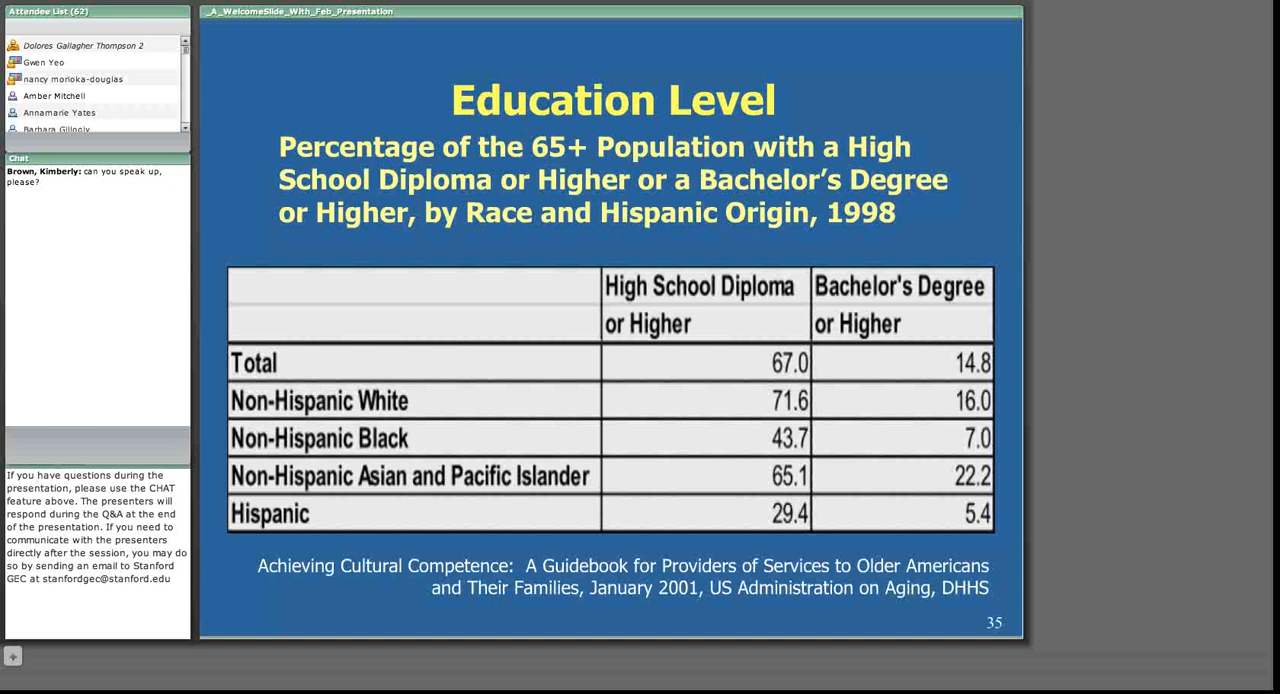 Attendee List (62)
Dolores Gallagher Thompson 2
Gwen Yeo
nancy morioka-douglas
Amber Mitchell
Annamarie Yates
Barbara Gillogly
Chat
Brown, Kimberly: can you speak up,
please?
If you have questions during the
presentation, please use the CHAT
feature above. The presenters will
respond during the Q&A at the end
of the presentation. If you need to
communicate with the presenters
directly after the session, you may do
so by sending an email to Stanford
GEC at stanfordgec@stanford.edu
_A_WelcomeSlide_With_Feb_Presentation
Education Level
Percentage of the 65+ Population with a High
School Diploma or Higher or a Bachelor's Degree
or Higher, by Race and Hispanic Origin, 1998
High School Diploma Bachelor's Degree
or Higher or Higher
Total 67.0 14.8
Non-Hispanic White 71.6 16.0
Non-Hispanic Black 43.7 7.0
Non-Hispanic Asian and Pacific Islander 65.1 22.2
Hispanic 29.4 5.4
Achieving Cultural Competence: A Guidebook for Providers of Services to Older Americans
and Their Families, January 2001, US Administration on Aging, DHHS
35